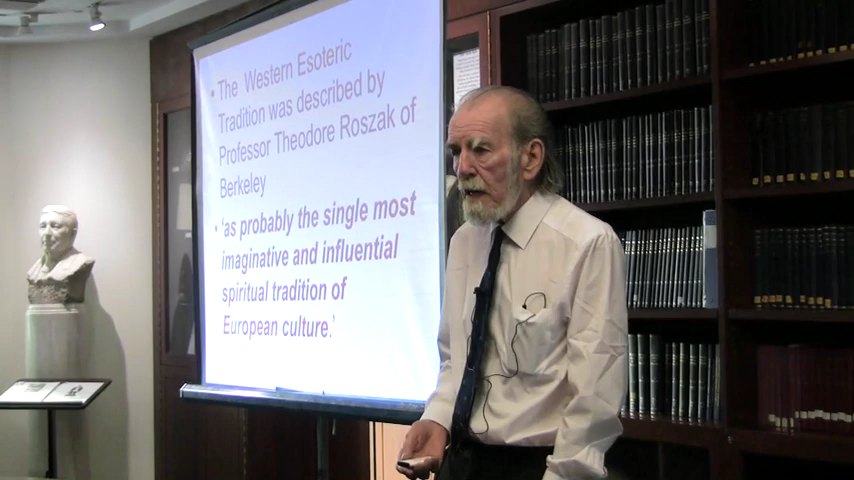 • The Western Esoteric
Tradition was described by
Professor Theodore Roszak of
Berkeley
• 'as probably the single most
imaginative and influential
spiritual tradition of
European culture.'